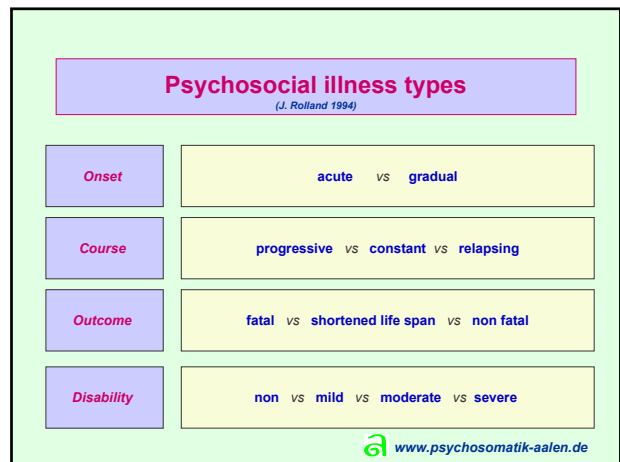 Psychosocial illness types
(J. Rolland 1994)
Onset
acute vs gradual
Course
progressive vs constant vs relapsing
Outcome
fatal vs shortened life span vs non fatal
Disability
non vs mild vs moderate vs severe
a www.psychosomatik-aalen.de